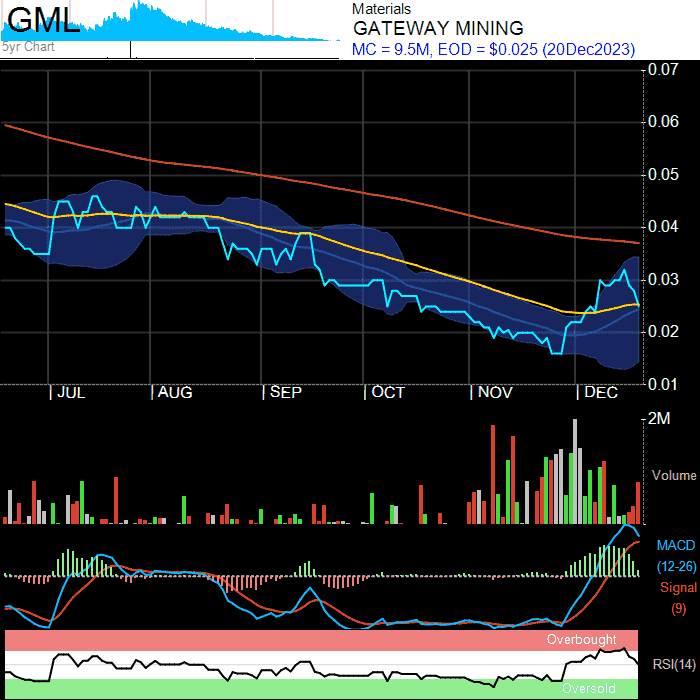 GML
5yr Chart
Materials
GATEWAY MINING
MC = 9.5M, EOD = $0.025 (20Dec2023)
0.07
0.06
0.05
0.04
0.03
0.02
0.01
| JUL | AUG | SEP | OCT | NOV | DEC
2M
Volume
MACD
(12-26)
Signal
(9)
Overbought
RSI(14)
Oversold